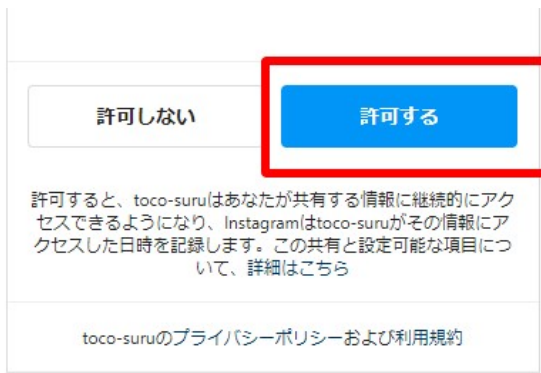 許可しない
許可する
許可すると、toco-suruはあなたが共有する情報に継続的にアク
セスできるようになり、Instagramはtoco-suruがその情報にア
クセスした日時を記録します。この共有と設定可能な項目につ
いて、詳細はこちら
toco-suruのプライバシーポリシーおよび利用規約